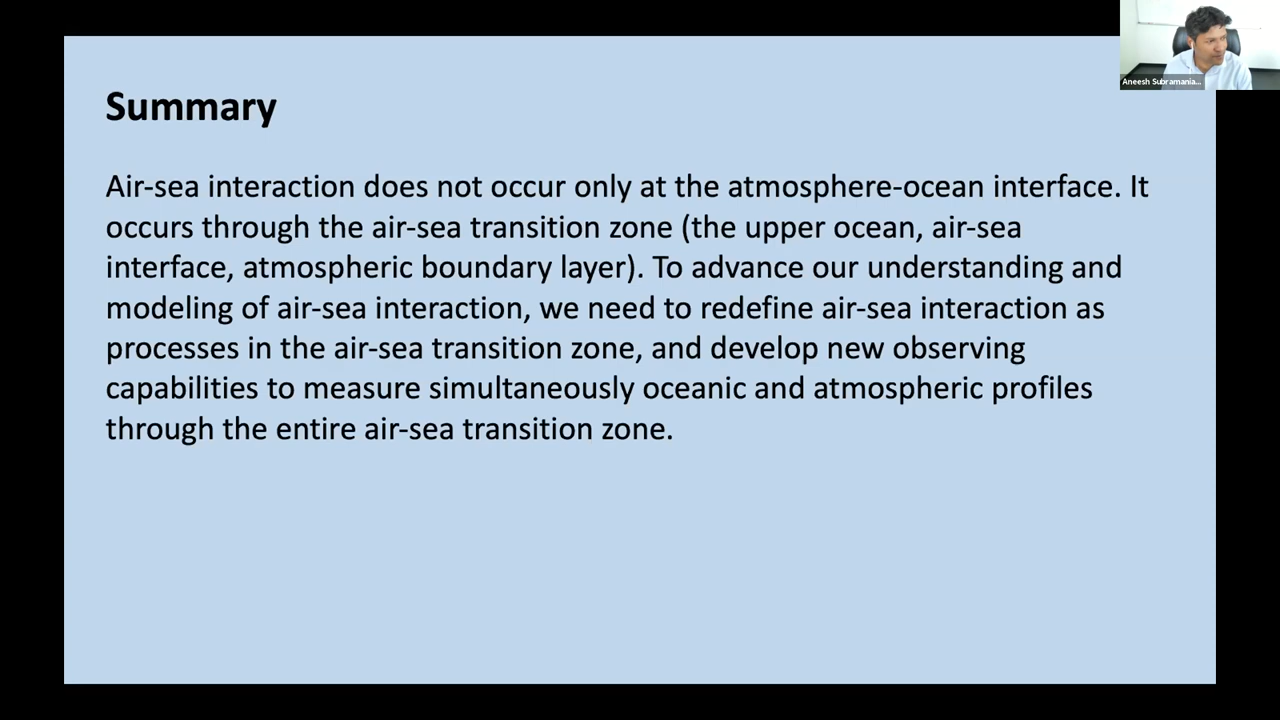 Aneesh Subramania...
Summary
Air-sea interaction does not occur only at the atmosphere-ocean interface. It
occurs through the air-sea transition zone (the upper ocean, air-sea
interface, atmospheric boundary layer). To advance our understanding and
modeling of air-sea interaction, we need to redefine air-sea interaction as
processes in the air-sea transition zone, and develop new observing
capabilities to measure simultaneously oceanic and atmospheric profiles
through the entire air-sea transition zone.